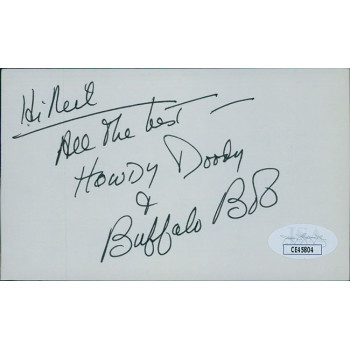 Hi Neil
All the best —
Howdy Doody
&
Buffalo Bob
CE45804